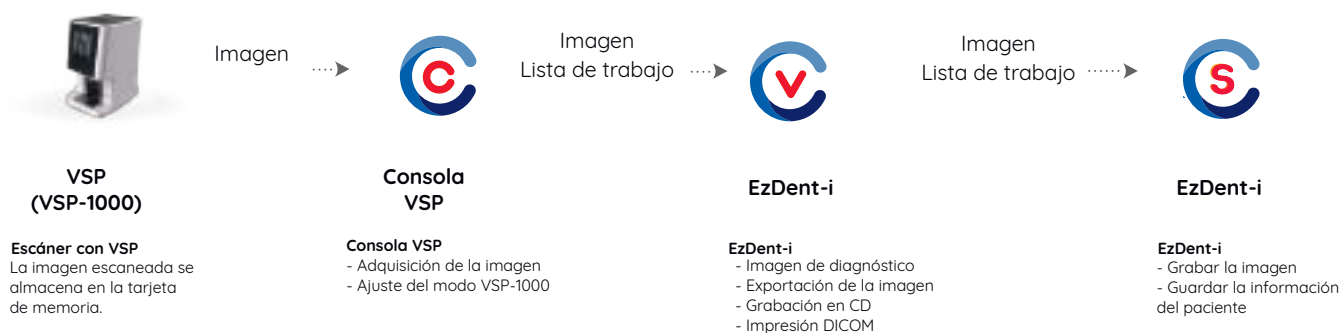 Imagen
C
Imagen
Lista de trabajo
V
Imagen
Lista de trabajo
S
VSP
(VSP-1000)
Consola
VSP
EzDent-i
EzDent-i
Escáner con VSP
La imagen escaneada se
almacena en la tarjeta
de memoria.
Consola VSP
- Adquisición de la imagen
- Ajuste del modo VSP-1000
EzDent-i
- Imagen de diagnóstico
- Exportación de la imagen
- Grabación en CD
- Impresión DICOM
EzDent-i
- Grabar la imagen
- Guardar la información
del paciente